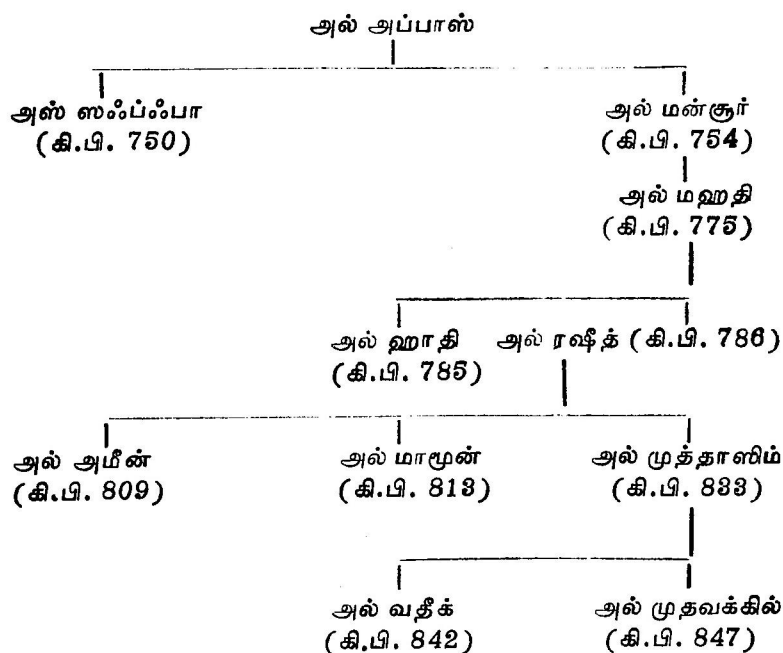 அல் அப்பாஸ்
அஸ் ஸஃப்ஃபா அல் மன்சூர்
(கி.பி. 750) (கி.பி. 754)
அல் மஹதி
(கி.பி. 775)
அல் ஹாதி அல் ரஷீத் (கி.பி. 786)
(கி.பி. 785)
அல் அமீன் அல் மாமூன் அல் முத்தாஸிம்
(கி.பி. 809) (கி.பி. 813) (கி.பி. 833)
அல் வதீக் அல் முதவக்கில்
(கி.பி. 842) (கி.பி. 847)